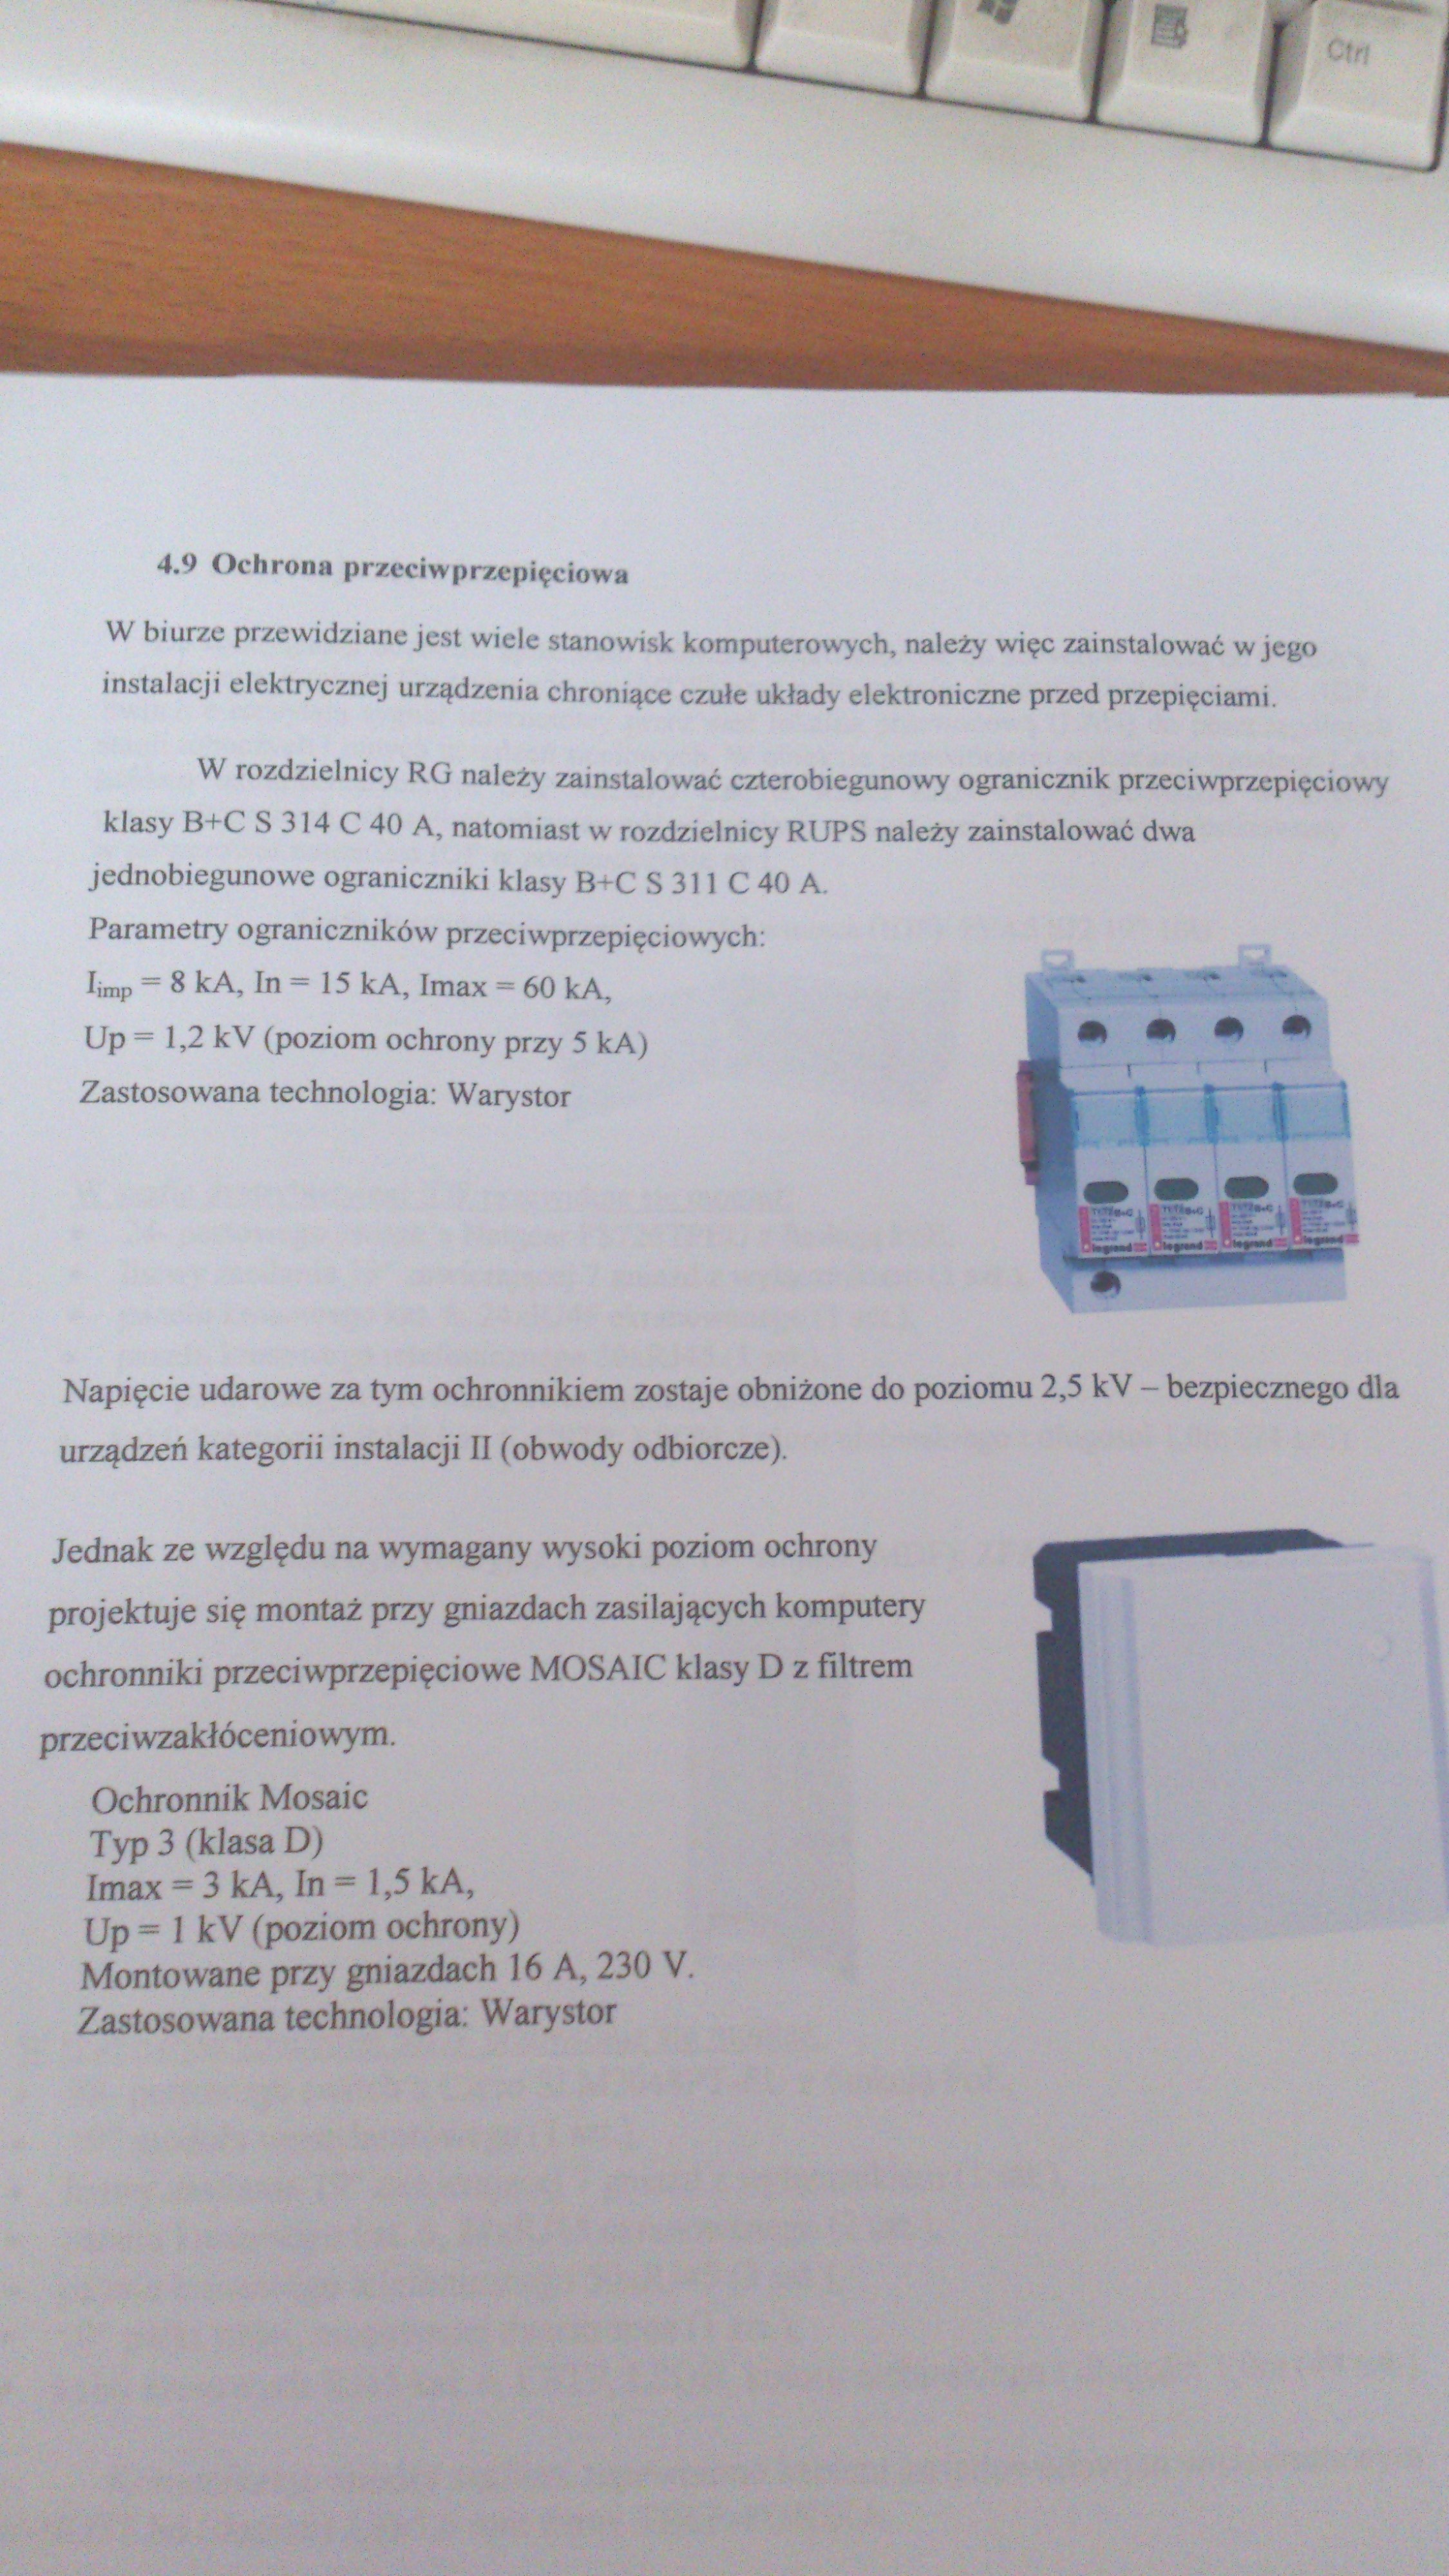 Ctrl
4.9 Ochrona przeciwprzepięciowa
W biurze przewidziane jest wiele stanowisk komputerowych, należy więc zainstalować w jego
instalacji elektrycznej urządzenia chroniące czułe układy elektroniczne przed przepięciami.
W rozdzielnicy RG należy zainstalować czterobiegunowy ogranicznik przeciwprzepięciowy
klasy B+C S 314 C 40 A, natomiast w rozdzielnicy RUPS należy zainstalować dwa
jednobiegunowe ograniczniki klasy B+C S 311 C 40 A.
Parametry ograniczników przeciwprzepięciowych:
Iimp = 8 kA, In = 15 kA, Imax = 60 kA,
Up = 1,2 kV (poziom ochrony przy 5 kA)
Zastosowana technologia: Warystor
legrand legrand legrand legrand
Napięcie udarowe za tym ochronnikiem zostaje obniżone do poziomu 2,5 kV – bezpiecznego dla
urządzeń kategorii instalacji II (obwody odbiorcze).
Jednak ze względu na wymagany wysoki poziom ochrony
projektuje się montaż przy gniazdach zasilających komputery
ochronniki przeciwprzepięciowe MOSAIC klasy D z filtrem
przeciwzakłóceniowym.
Ochronnik Mosaic
Typ 3 (klasa D)
Imax = 3 kA, In = 1,5 kA,
Up = 1 kV (poziom ochrony)
Montowane przy gniazdach 16 A, 230 V.
Zastosowana technologia: Warystor